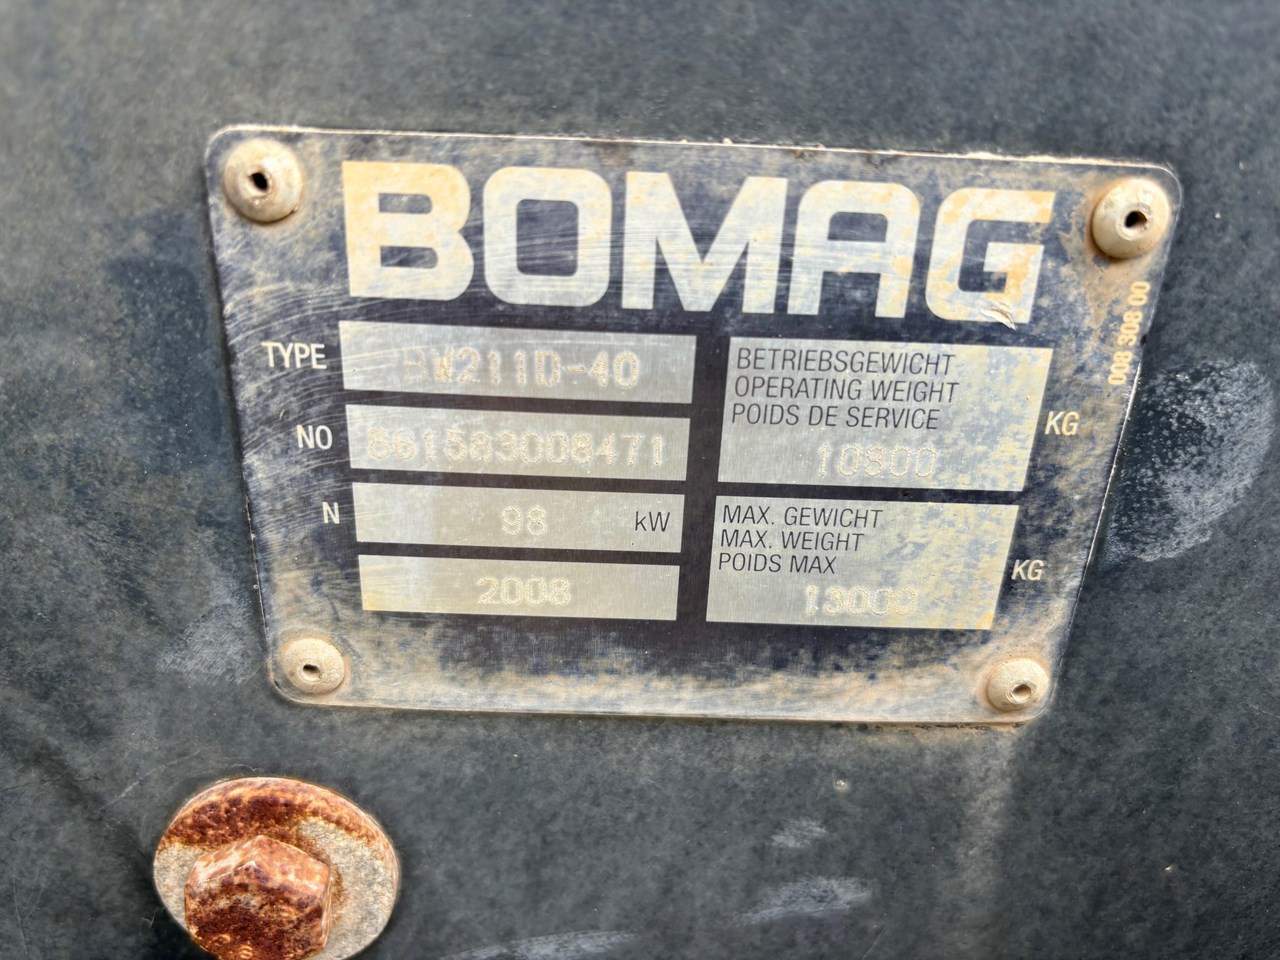 BOMAG
TYPE BW211D-40
NO 861583008471
N 98 kW
2008
BETRIEBSGEWICHT
OPERATING WEIGHT
POIDS DE SERVICE
KG
MAX. GEWICHT
MAX. WEIGHT
POIDS MAX
KG
13000
008 308 00